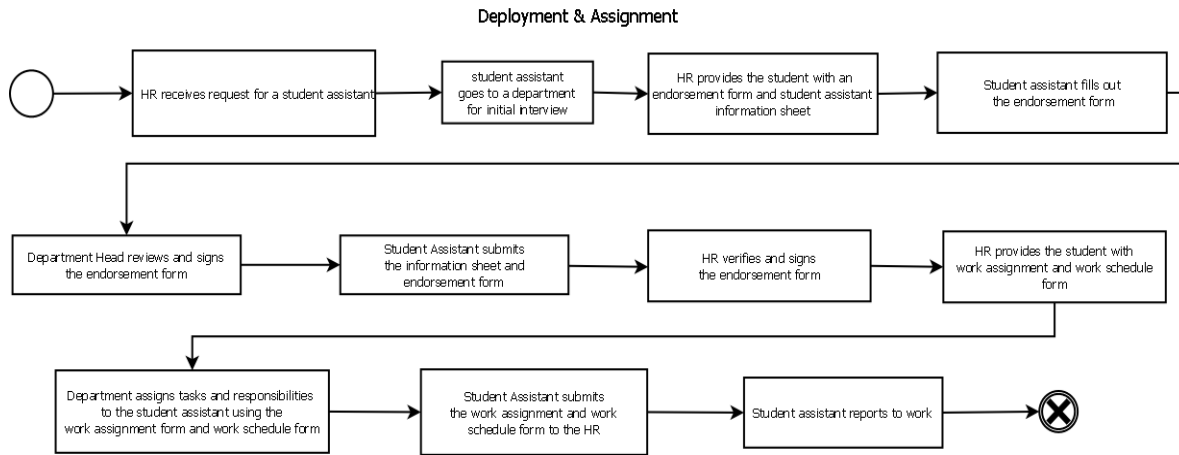 Deployment & Assignment
HR receives request for a student assistant
student assistant
goes to a department
for initial interview
HR provides the student with an
endorsement form and student assistant
information sheet
Student assistant fills out
the endorsement form
Department Head reviews and signs
the endorsement form
Student Assistant submits
the information sheet and
endorsement form
HR verifies and signs
the endorsement form
HR provides the student with
work assignment and work schedule
form
Department assigns tasks and responsibilities
to the student assistant using the
work assignment form and work schedule form
Student Assistant submits
the work assignment and work
schedule form to the HR
Student assistant reports to work